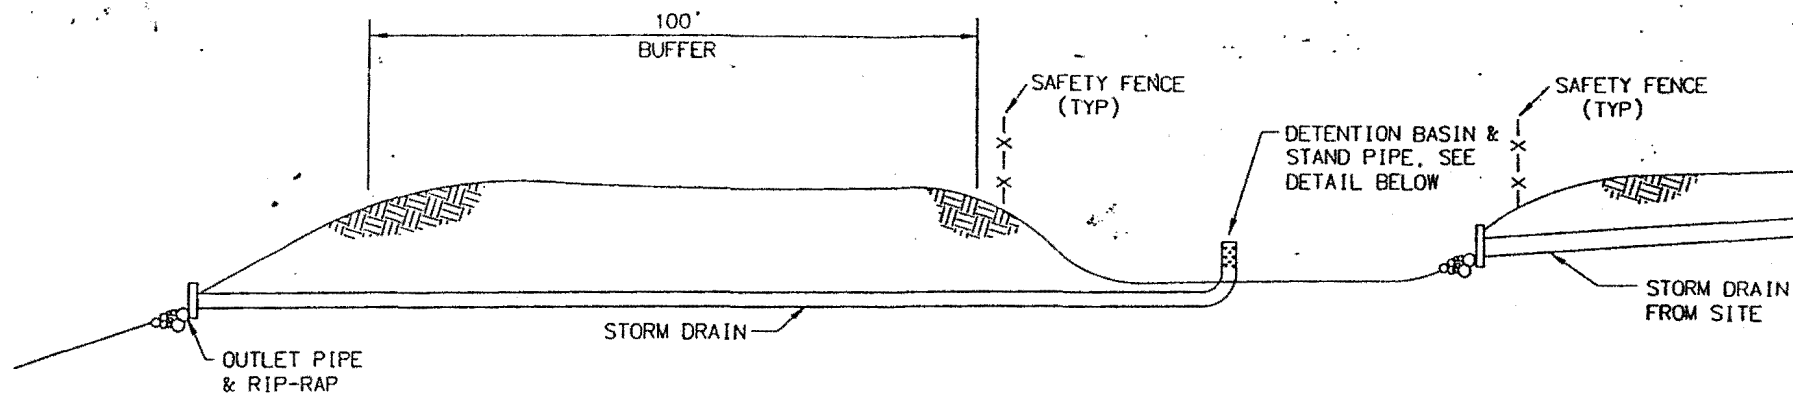 100'
BUFFER
SAFETY FENCE
(TYP)
SAFETY FENCE
(TYP)
DETENTION BASIN &
STAND PIPE, SEE
DETAIL BELOW
STORM DRAIN
STORM DRAIN
FROM SITE
OUTLET PIPE
& RIP-RAP